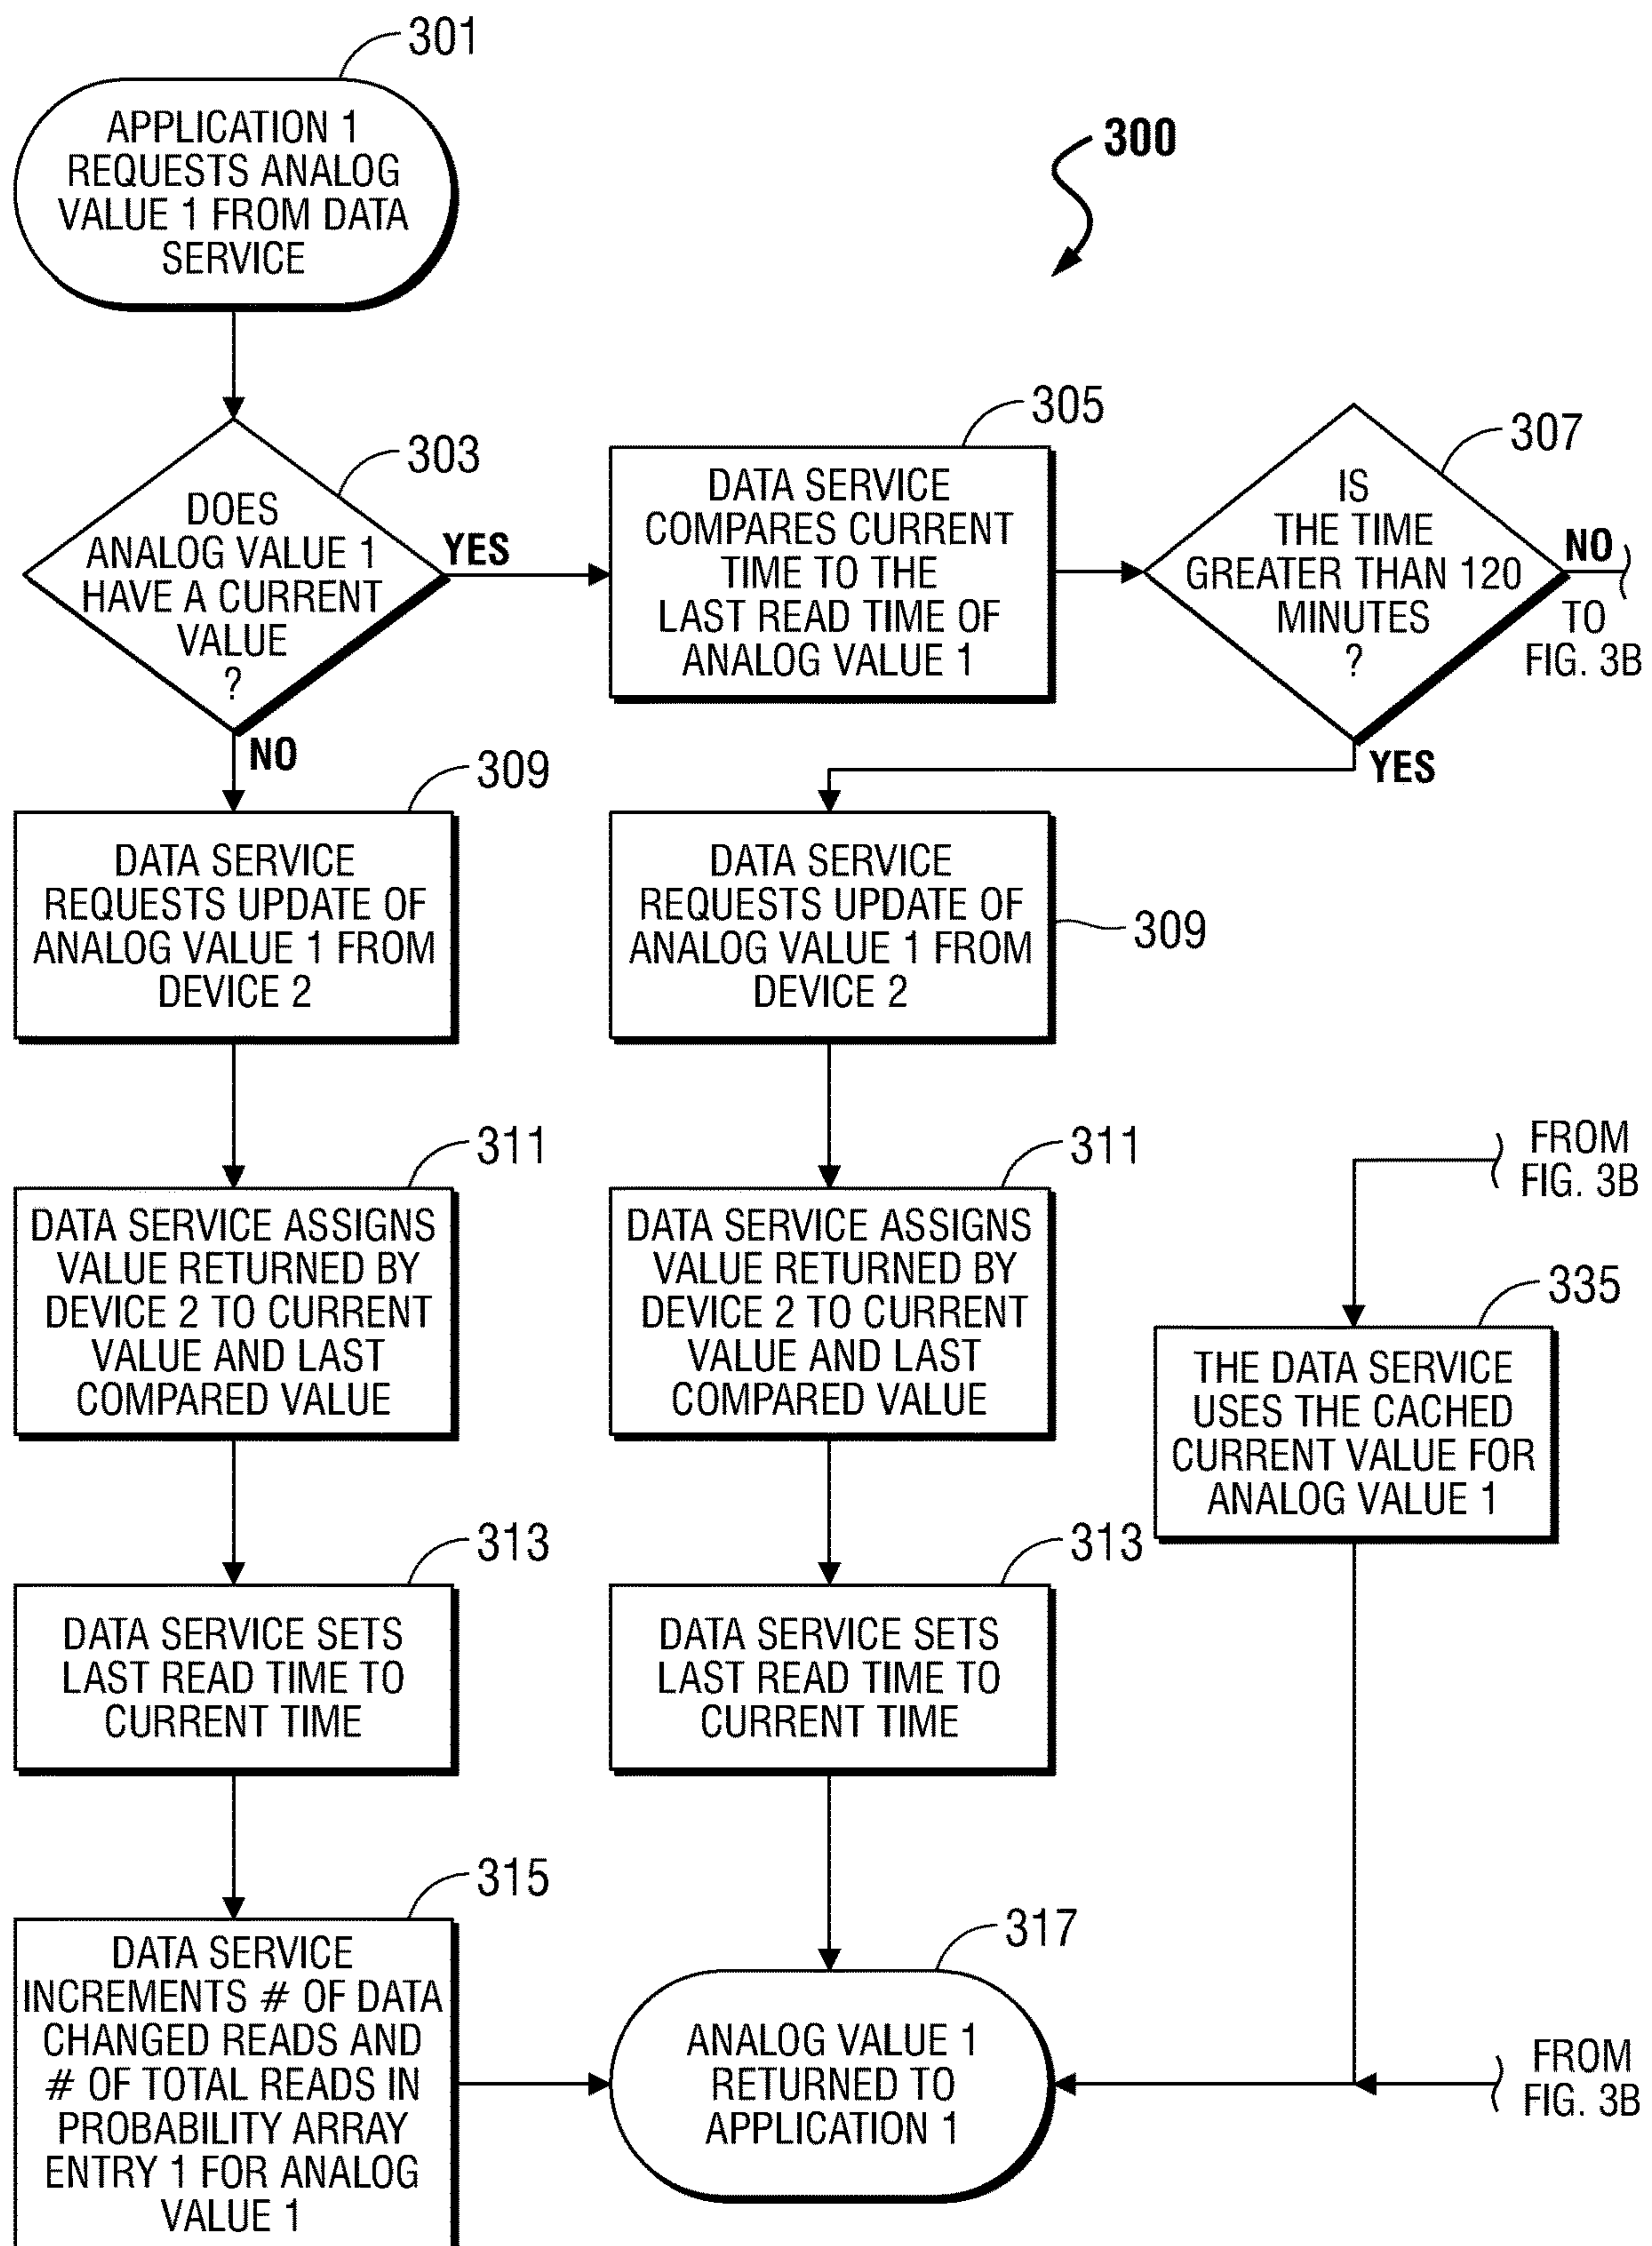 301
APPLICATION 1
REQUESTS ANALOG
VALUE 1 FROM DATA
SERVICE
300
303
DOES
ANALOG VALUE 1
HAVE A CURRENT
VALUE
?
YES
NO
305
DATA SERVICE
COMPARES CURRENT
TIME TO THE
LAST READ TIME OF
ANALOG VALUE 1
307
IS
THE TIME
GREATER THAN 120
MINUTES
?
NO
TO
FIG. 3B
YES
309
DATA SERVICE
REQUESTS UPDATE OF
ANALOG VALUE 1 FROM
DEVICE 2
DATA SERVICE
REQUESTS UPDATE OF
ANALOG VALUE 1 FROM
DEVICE 2
309
311
DATA SERVICE ASSIGNS
VALUE RETURNED BY
DEVICE 2 TO CURRENT
VALUE AND LAST
COMPARED VALUE
311
DATA SERVICE ASSIGNS
VALUE RETURNED BY
DEVICE 2 TO CURRENT
VALUE AND LAST
COMPARED VALUE
FROM
FIG. 3B
335
THE DATA SERVICE
USES THE CACHED
CURRENT VALUE FOR
ANALOG VALUE 1
313
DATA SERVICE SETS
LAST READ TIME TO
CURRENT TIME
313
DATA SERVICE SETS
LAST READ TIME TO
CURRENT TIME
315
DATA SERVICE
INCREMENTS # OF DATA
CHANGED READS AND
# OF TOTAL READS IN
PROBABILITY ARRAY
ENTRY 1 FOR ANALOG
VALUE 1
317
ANALOG VALUE 1
RETURNED TO
APPLICATION 1
FROM
FIG. 3B